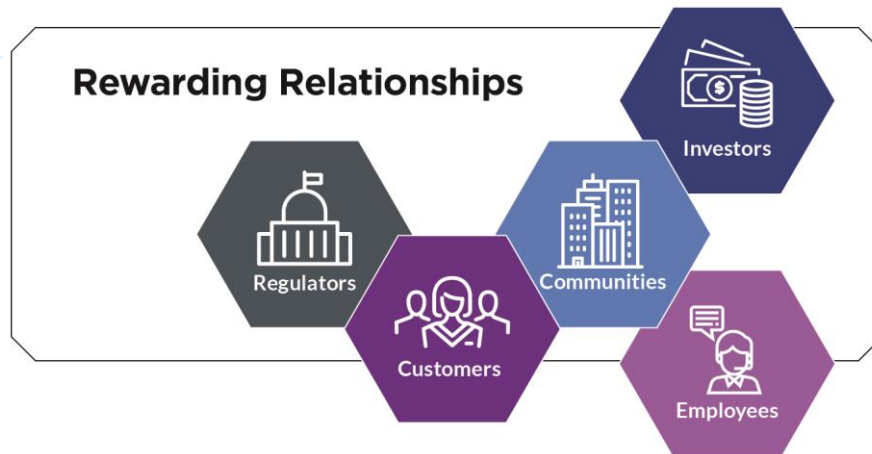 Rewarding Relationships
$
Investors
Regulators
Communities
Customers
Employees